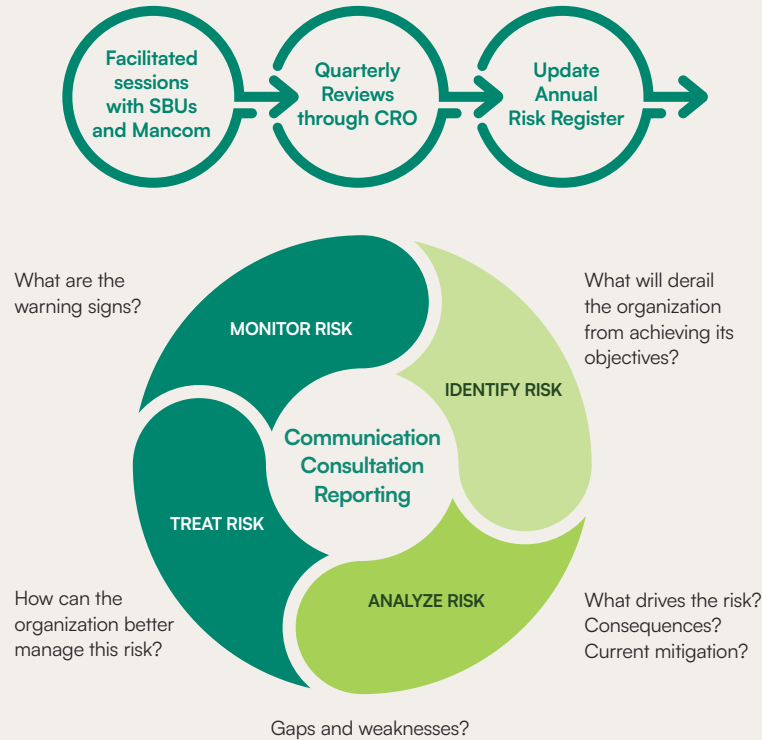 Facilitated
sessions
with SBUs
and Mancom
Quarterly
Reviews
through CRO
Update
Annual
Risk Register
What are the
warning signs?
MONITOR RISK
What will derail
the organization
from achieving its
objectives?
IDENTIFY RISK
Communication
Consultation
Reporting
TREAT RISK
ANALYZE RISK
How can the
organization better
manage this risk?
What drives the risk?
Consequences?
Current mitigation?
Gaps and weaknesses?